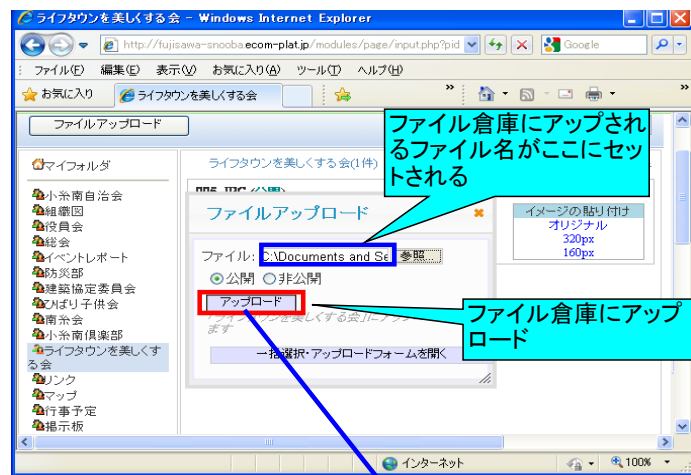 ライフタウンを美しくする会 - Windows Internet Explorer
http://fujisawa-snooba.ecom-plat.jp/modules/page/input.php?pid
Google
ファイル(F) 編集(E) 表示(V) お気に入り(A) ツール(T) ヘルプ(H)
お気に入り ライフタウンを美しくする会
ファイルアップロード
ファイル倉庫にアップされ
るファイル名がここにセッ
トされる
マイフォルダ
ライフタウンを美しくする会(1件)
小糸南自治会
組織図
役員会
総会
イベントレポート
防災部
建築協定委員会
ひばり子供会
南糸会
小糸南倶楽部
ライフタウンを美しくす
る会
リンク
マップ
行事予定
掲示板
ファイルアップロード
ファイル: C:\Documents and Se 参照...
公開 非公開
アップロード
ます
一括選択・アップロードフォームを開く
イメージの貼り付け
オリジナル
320px
160px
ファイル倉庫にアップ
ロード
インターネット
100%